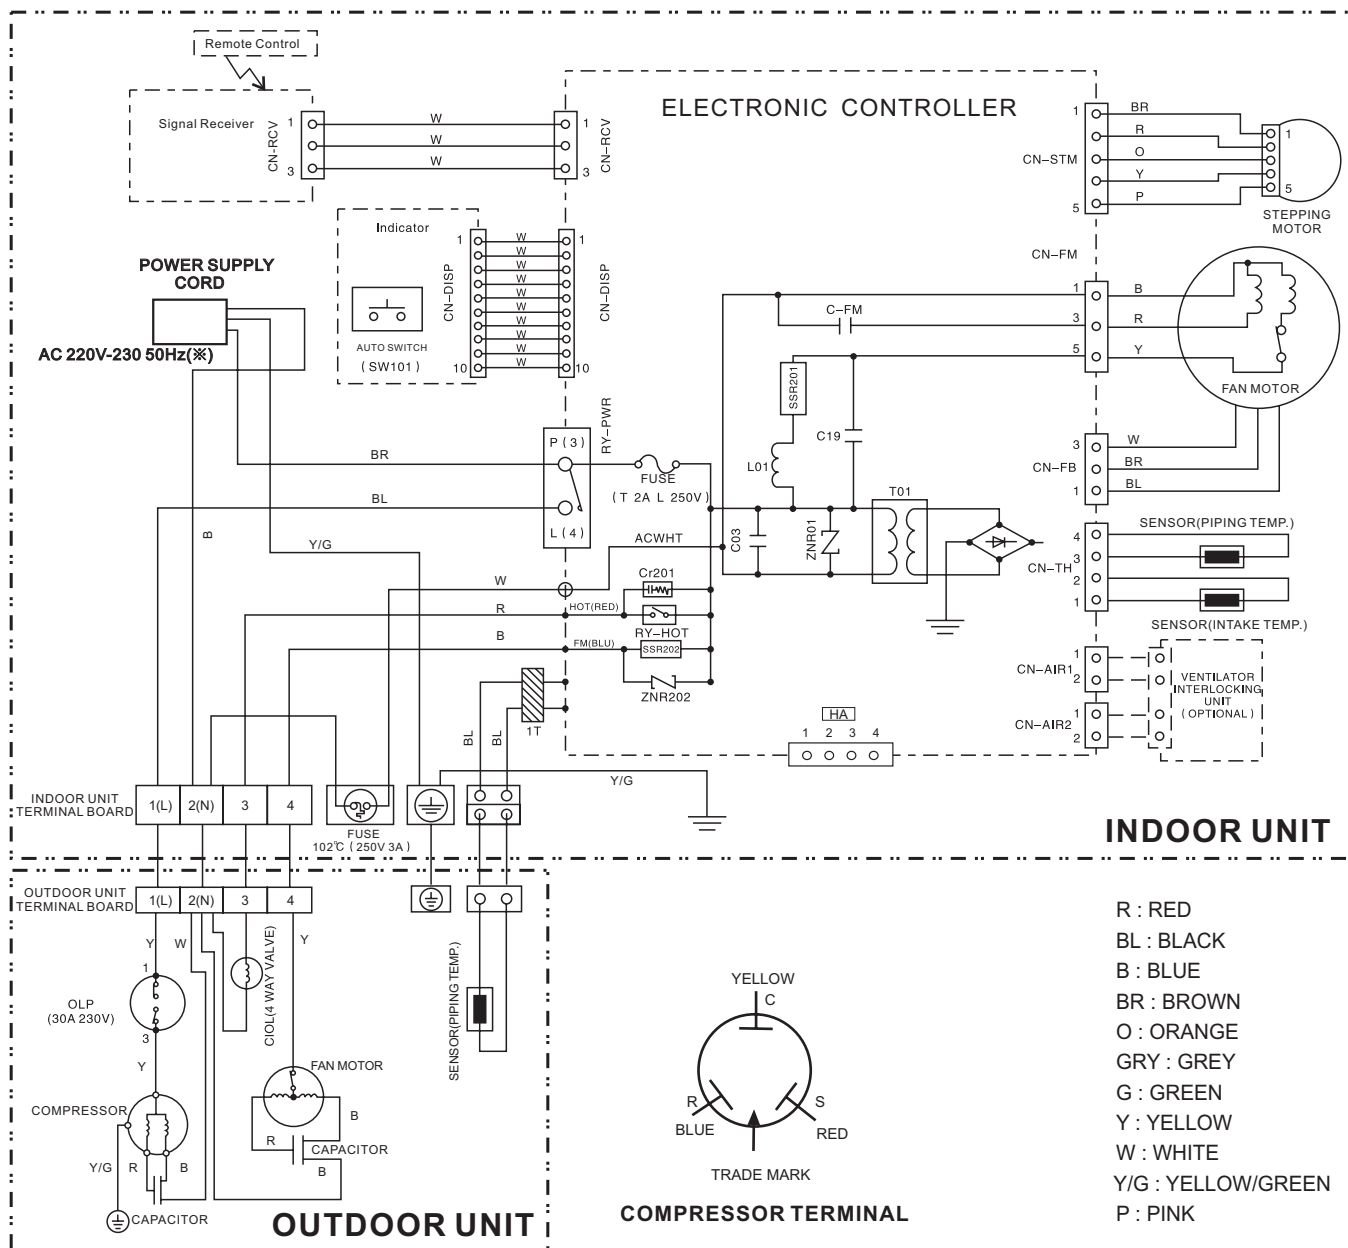 Remote Control
Signal Receiver
CN-RCV
1
3
W
W
W
1
3
CN-RCV
ELECTRONIC CONTROLLER
1
CN-STM
5
BR
R
O
Y
P
1
5
STEPPING
MOTOR
Indicator
1
10
CN-DISP
W
W
W
W
W
W
W
W
W
W
1
10
CN-DISP
AUTO SWITCH
(SW101)
POWER SUPPLY
CORD
AC 220V-230 50Hz(※)
CN-FM
1
3
5
B
R
Y
FAN MOTOR
C-FM
SSR201
C19
L01
RY-PWR
P(3)
L(4)
BR
BL
FUSE
(T 2A L 250V)
T01
3
CN-FB
1
W
BR
BL
B
Y/G
ACWHT
C03
ZNR01
SENSOR(PIPING TEMP.)
4
3
CN-TH
2
1
SENSOR(INTAKE TEMP.)
W
R
B
HOT(RED)
FM(BLU)
Cr201
RY-HOT
SSR202
ZNR202
CN-AIR1
1
2
CN-AIR2
1
2
VENTILATOR
INTERLOCKING
UNIT
(OPTIONAL)
BL
BL
1T
HA
1 2 3 4
Y/G
INDOOR UNIT
TERMINAL BOARD
1(L) 2(N) 3 4
FUSE
102℃(250V 3A)
INDOOR UNIT
OUTDOOR UNIT
TERMINAL BOARD
1(L) 2(N) 3 4
Y
W
Y
1
OLP
(30A 230V)
3
Y
CIOL(4 WAY VALVE)
SENSOR(PIPING TEMP.)
FAN MOTOR
COMPRESSOR
R
B
CAPACITOR
B
Y/G
R
B
CAPACITOR
OUTDOOR UNIT
YELLOW
C
R
BLUE
S
RED
TRADE MARK
COMPRESSOR TERMINAL
R : RED
BL : BLACK
B : BLUE
BR : BROWN
O : ORANGE
GRY : GREY
G : GREEN
Y : YELLOW
W : WHITE
Y/G : YELLOW/GREEN
P : PINK